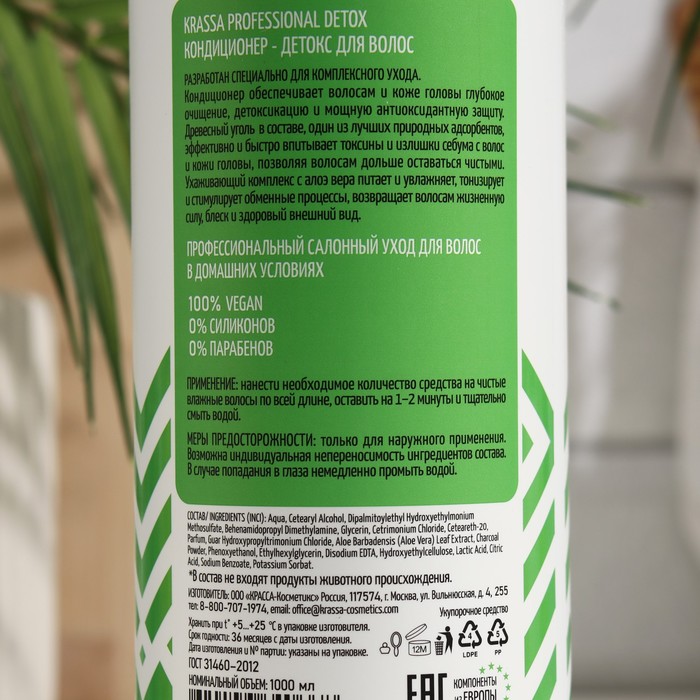 KRASSA PROFESSIONAL DETOX
КОНДИЦИОНЕР - ДЕТОКС ДЛЯ ВОЛОС
РАЗРАБОТАН СПЕЦИАЛЬНО ДЛЯ КОМПЛЕКСНОГО УХОДА.
Кондиционер обеспечивает волосам и коже головы глубокое
очищение, детоксикацию и мощную антиоксидантную защиту.
Древесный уголь в составе, один из лучших природных адсорбентов,
эффективно и быстро впитывает токсины и излишки себума с волос
и кожи головы, позволяя волосам дольше оставаться чистыми.
Ухаживающий комплекс с алоэ вера питает и увлажняет, тонизирует
и стимулирует обменные процессы, возвращает волосам жизненную
силу, блеск и здоровый внешний вид.
ПРОФЕССИОНАЛЬНЫЙ САЛОННЫЙ УХОД ДЛЯ ВОЛОС
В ДОМАШНИХ УСЛОВИЯХ
100% VEGAN
0% СИЛИКОНОВ
0% ПАРАБЕНОВ
ПРИМЕНЕНИЕ: нанести необходимое количество средства на чистые
влажные волосы по всей длине, оставить на 1–2 минуты и тщательно
смыть водой.
МЕРЫ ПРЕДОСТОРОЖНОСТИ: только для наружного применения.
Возможна индивидуальная непереносимость ингредиентов состава.
В случае попадания в глаза немедленно промыть водой.
СОСТАВ/ INGREDIENTS (INCI): Aqua, Cetearyl Alcohol, Dipalmitoylethyl Hydroxyethylmonium
Methosulfate, Behenamidopropyl Dimethylamine, Glycerin, Cetrimonium Chloride, Ceteareth-20,
Parfum, Guar Hydroxypropyltrimonium Chloride, Aloe Barbadensis (Aloe Vera) Leaf Extract, Charcoal
Powder, Phenoxyethanol, Ethylhexylglycerin, Disodium EDTA, Hydroxyethylcellulose, Lactic Acid, Citric
Acid, Sodium Benzoate, Potassium Sorbat.
*В состав не входят продукты животного происхождения.
ИЗГОТОВИТЕЛЬ: ООО «КРАССА-Косметикс» Россия, 117574, г. Москва, ул. Вильнюсская, д. 4, 255
тел: 8-800-707-1974, email: office@krassa-cosmetics.com
Укупорочное средство
Хранить при t° +5...+25 °С в упаковке изготовителя.
Срок годности: 36 месяцев с даты изготовления.
Дата изготовления и № партии: указаны на упаковке.
ГОСТ 31460–2012
12M
4
LDPE
5
PP
НОМИНАЛЬНЫЙ ОБЪЕМ: 1000 мл
EAC
КОМПОНЕНТЫ
ИЗ ЕВРОПЫ